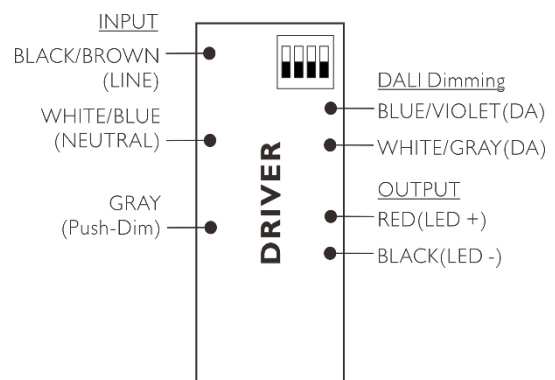 INPUT
BLACK/BROWN
(LINE)
WHITE/BLUE
(NEUTRAL)
GRAY
(Push-Dim)
DRIVER
DALI Dimming
BLUE/VIOLET(DA)
WHITE/GRAY(DA)
OUTPUT
RED(LED +)
BLACK(LED -)